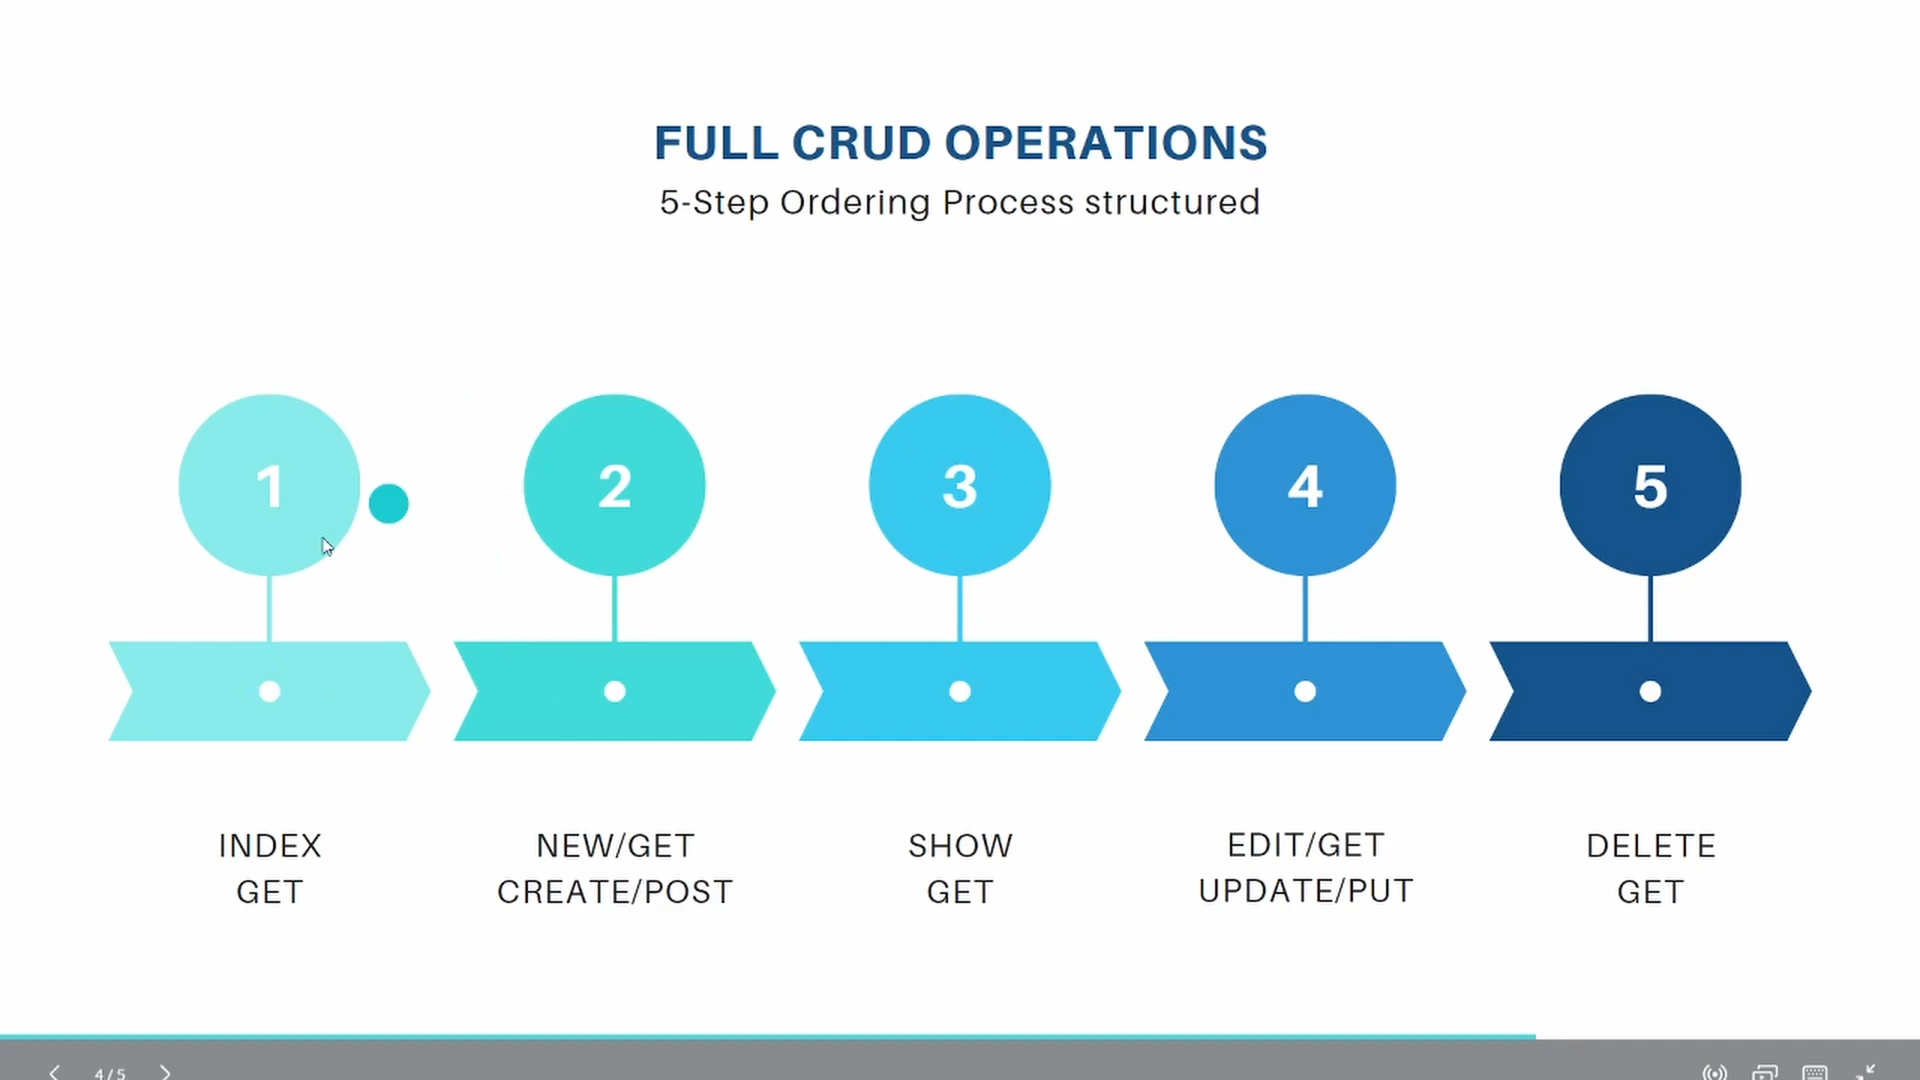 FULL CRUD OPERATIONS
5-Step Ordering Process structured
1
2
3
4
5
INDEX
GET
NEW/GET
CREATE/POST
SHOW
GET
EDIT/GET
UPDATE/PUT
DELETE
GET
4/5